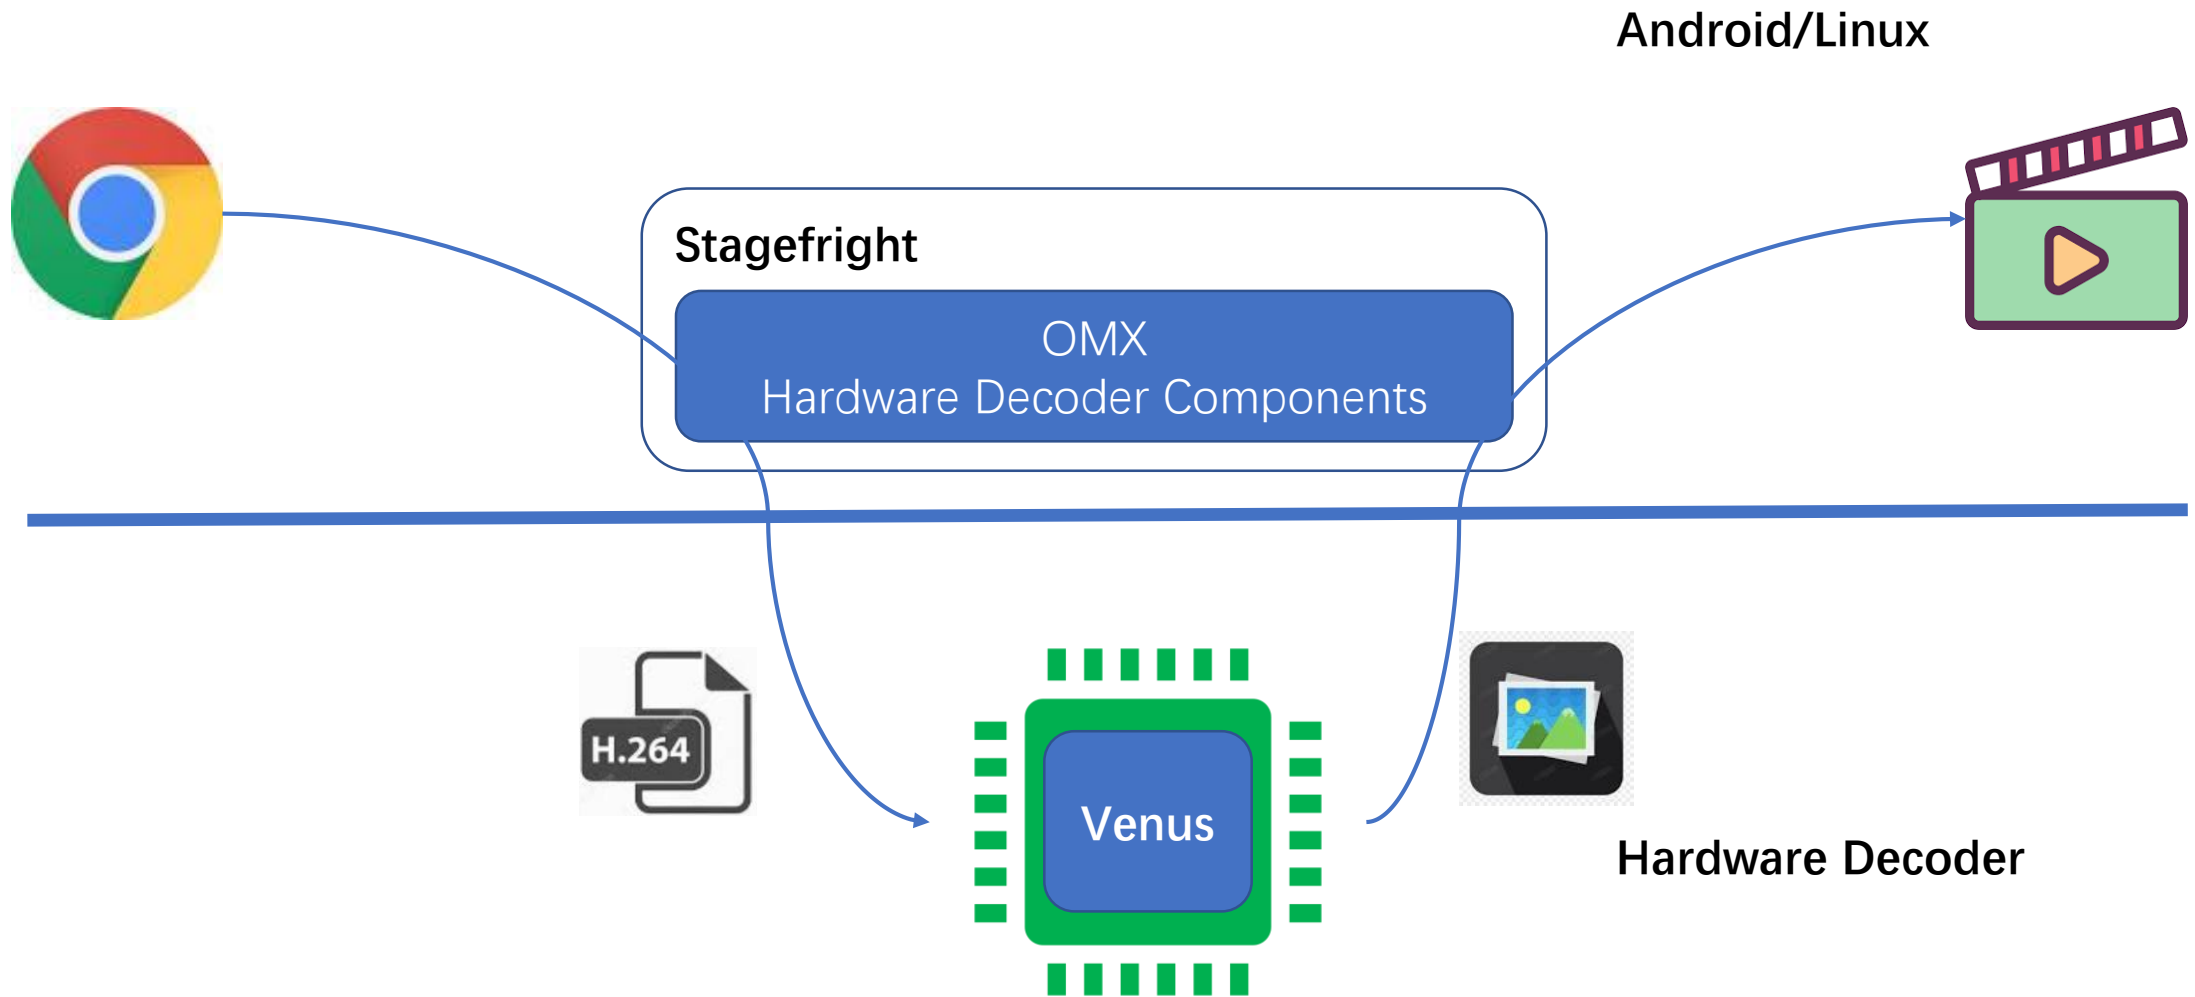 Android/Linux
Stagefright
OMX
Hardware Decoder Components
H.264
Venus
Hardware Decoder